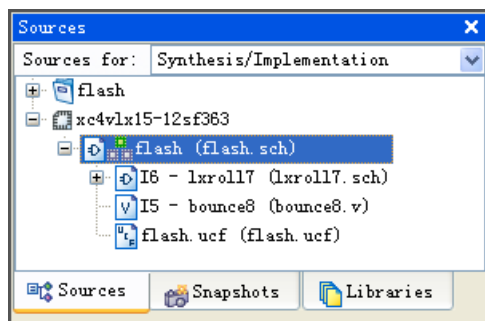 Sources
Sources for: Synthesis/Implementation
flash
xc4vlx15-12sf363
flash (flash.sch)
I6 - lxroll7 (lxroll7.sch)
I5 - bounce8 (bounce8.v)
flash.ucf (flash.ucf)
Sources Snapshots Libraries